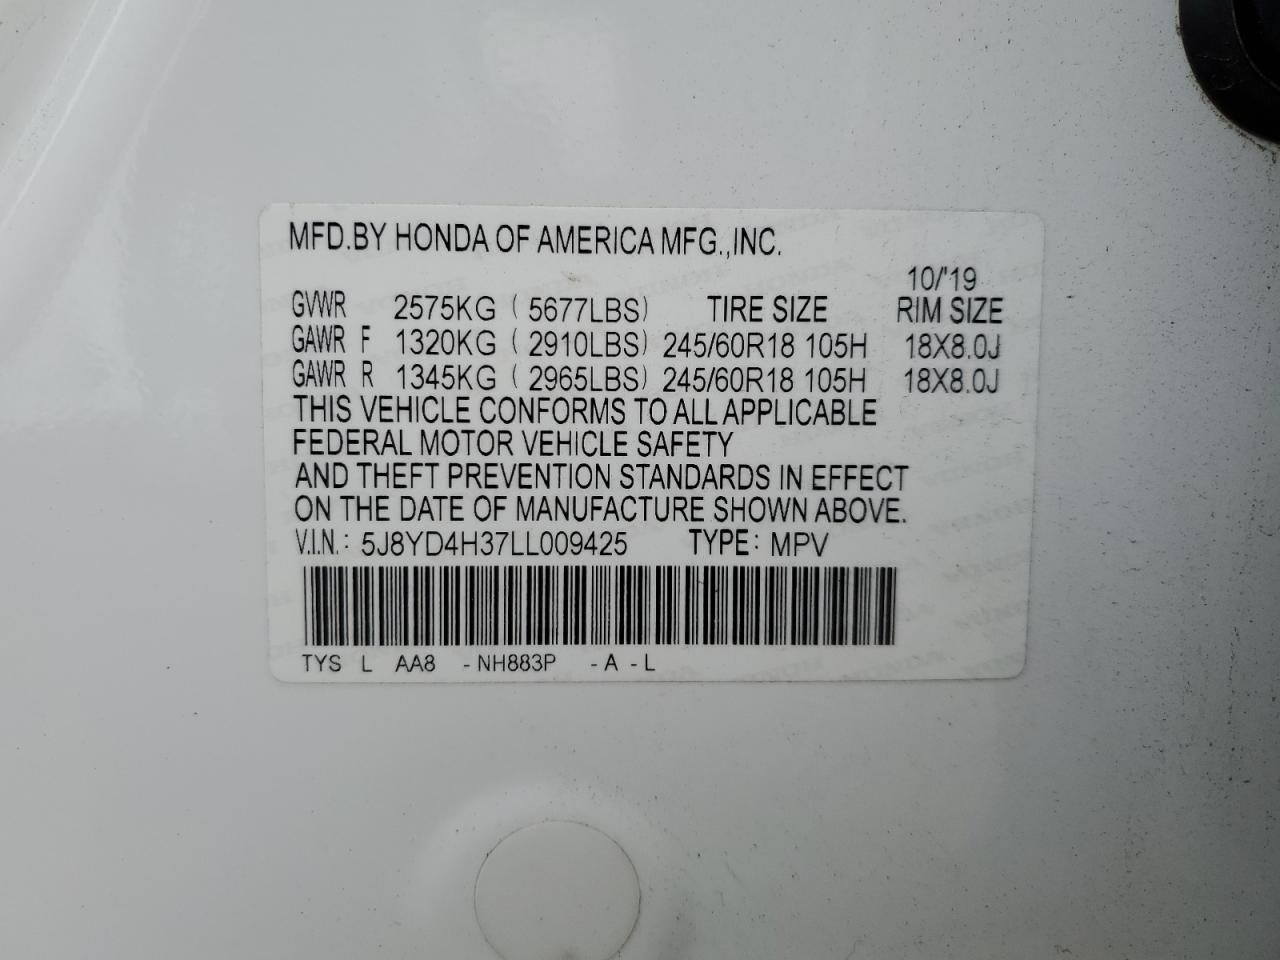 MFD.BY HONDA OF AMERICA MFG.,INC.
10/'19
GVWR 2575KG ( 5677LBS) TIRE SIZE RIM SIZE
GAWR F 1320KG ( 2910LBS) 245/60R18 105H 18X8.0J
GAWR R 1345KG ( 2965LBS) 245/60R18 105H 18X8.0J
THIS VEHICLE CONFORMS TO ALL APPLICABLE
FEDERAL MOTOR VEHICLE SAFETY
AND THEFT PREVENTION STANDARDS IN EFFECT
ON THE DATE OF MANUFACTURE SHOWN ABOVE.
V.I.N.: 5J8YD4H37LL009425 TYPE: MPV
TYS L AA8 - NH883P - A - L